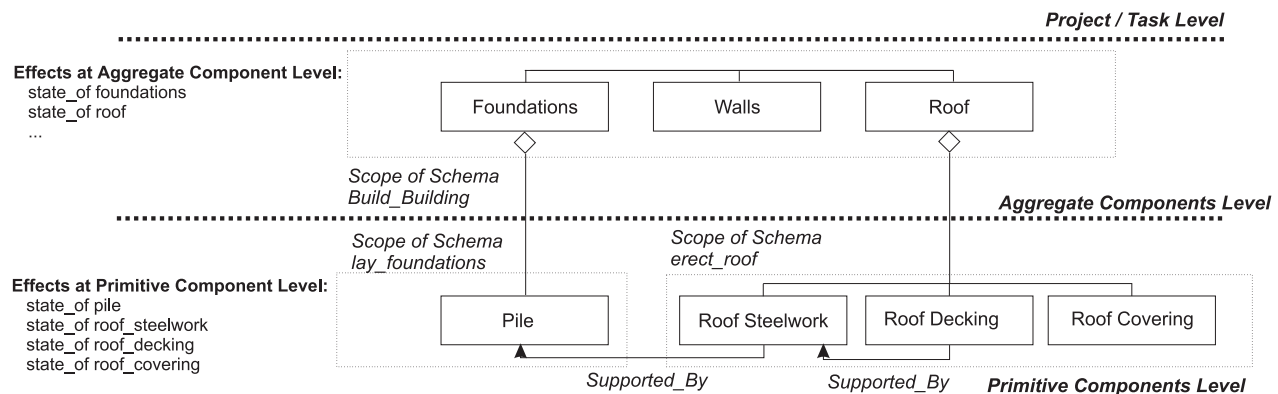 Project / Task Level
Effects at Aggregate Component Level:
state_of foundations
state_of roof
...
Foundations
Walls
Roof
Scope of Schema
Build_Building
Aggregate Components Level
Scope of Schema
lay_foundations
Scope of Schema
erect_roof
Effects at Primitive Component Level:
state_of pile
state_of roof_steelwork
state_of roof_decking
state_of roof_covering
Pile
Roof Steelwork
Roof Decking
Roof Covering
Supported_By
Supported_By
Primitive Components Level